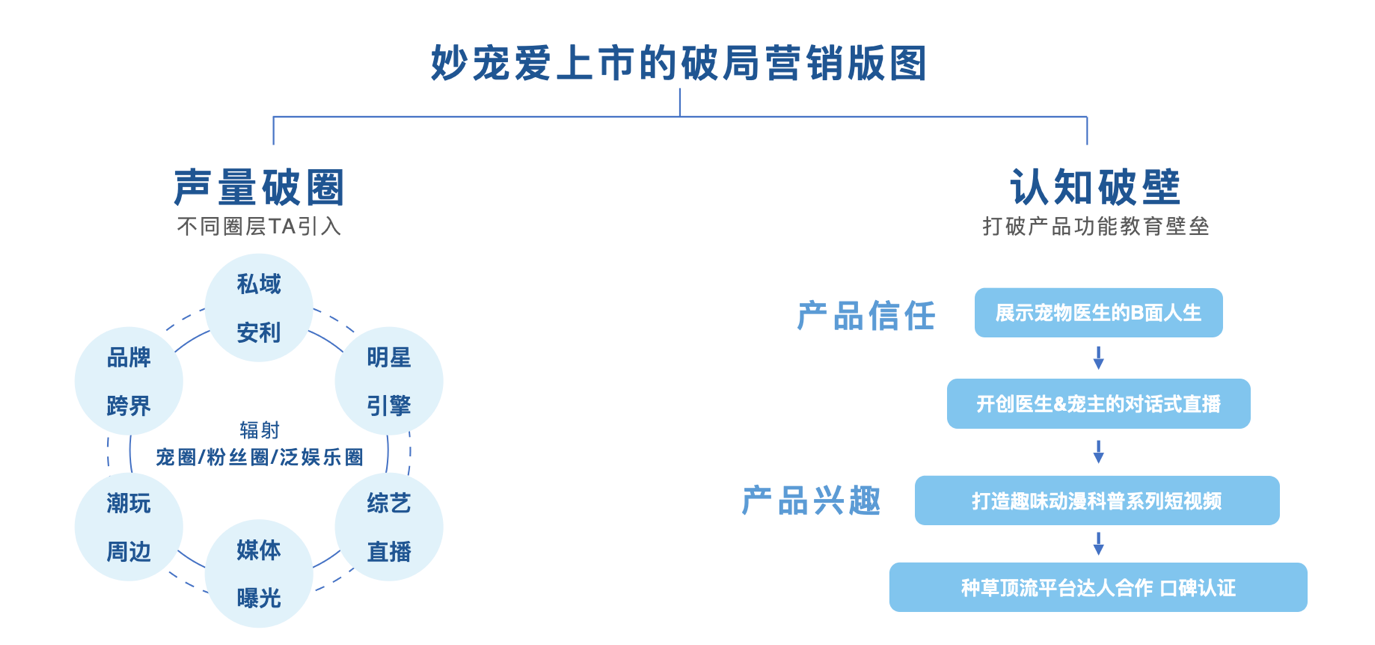 妙宠爱上市的破局营销版图
声量破圈
不同圈层TA引入
私域
安利
明星
引擎
综艺
直播
媒体
曝光
潮玩
周边
品牌
跨界
辐射
宠圈/粉丝圈/泛娱乐圈
认知破壁
打破产品功能教育壁垒
产品信任
展示宠物医生的B面人生
开创医生&宠主的对话式直播
产品兴趣
打造趣味动漫科普系列短视频
种草顶流平台达人合作 口碑认证